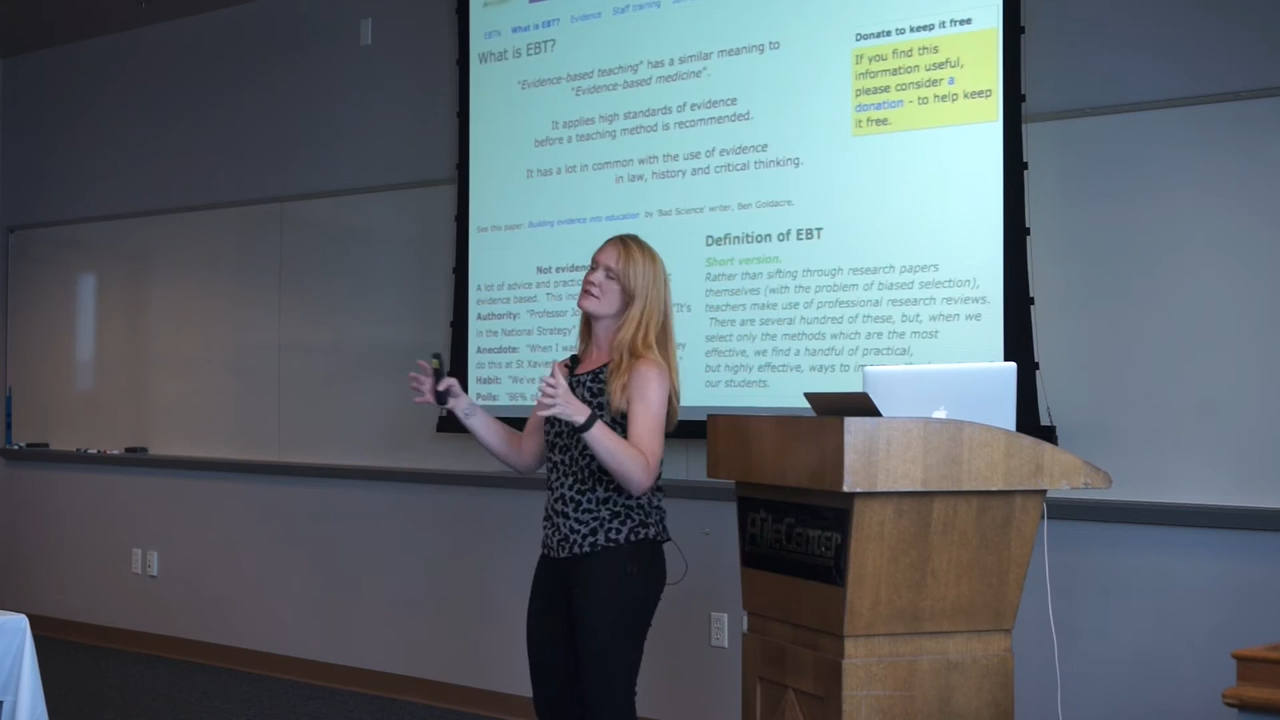 EBTN What is EBT? Evidence Staff training
What is EBT?
"Evidence-based teaching" has a similar meaning to
"Evidence-based medicine".
It applies high standards of evidence
before a teaching method is recommended.
It has a lot in common with the use of evidence
in law, history and critical thinking.
See this paper: Building evidence into education by 'Bad Science' writer, Ben Goldacre.
Donate to keep it free
If you find this
information useful,
please consider a
donation - to help keep
it free.
Not
A lot of advice and
evidence based. This
Authority: "Professor "It's
in the National Strategy"
Anecdote: "When I
do this at St
Habit: "We've
Polls: "86%
Definition of EBT
Short version.
Rather than sifting through research papers
themselves (with the problem of biased selection),
teachers make use of professional research reviews.
There are several hundred of these, but, when we
select only the methods which are the most
effective, we find a handful of practical,
but highly effective, ways to
our students.